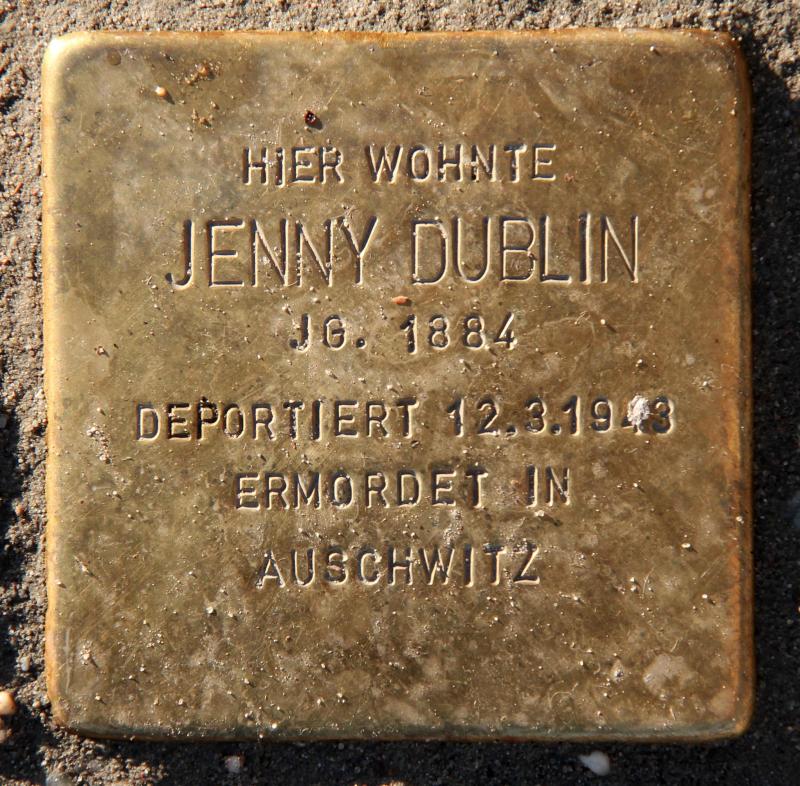 HIER WOHNTE
JENNY DUBLIN
JG. 1884
DEPORTIERT 12.3.1943
ERMORDET IN
AUSCHWITZ